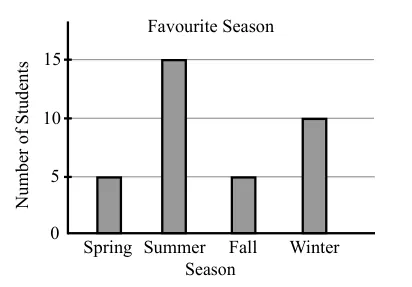 Favourite Season
Number of Students
15
10
5
0
Spring Summer Fall Winter
Season